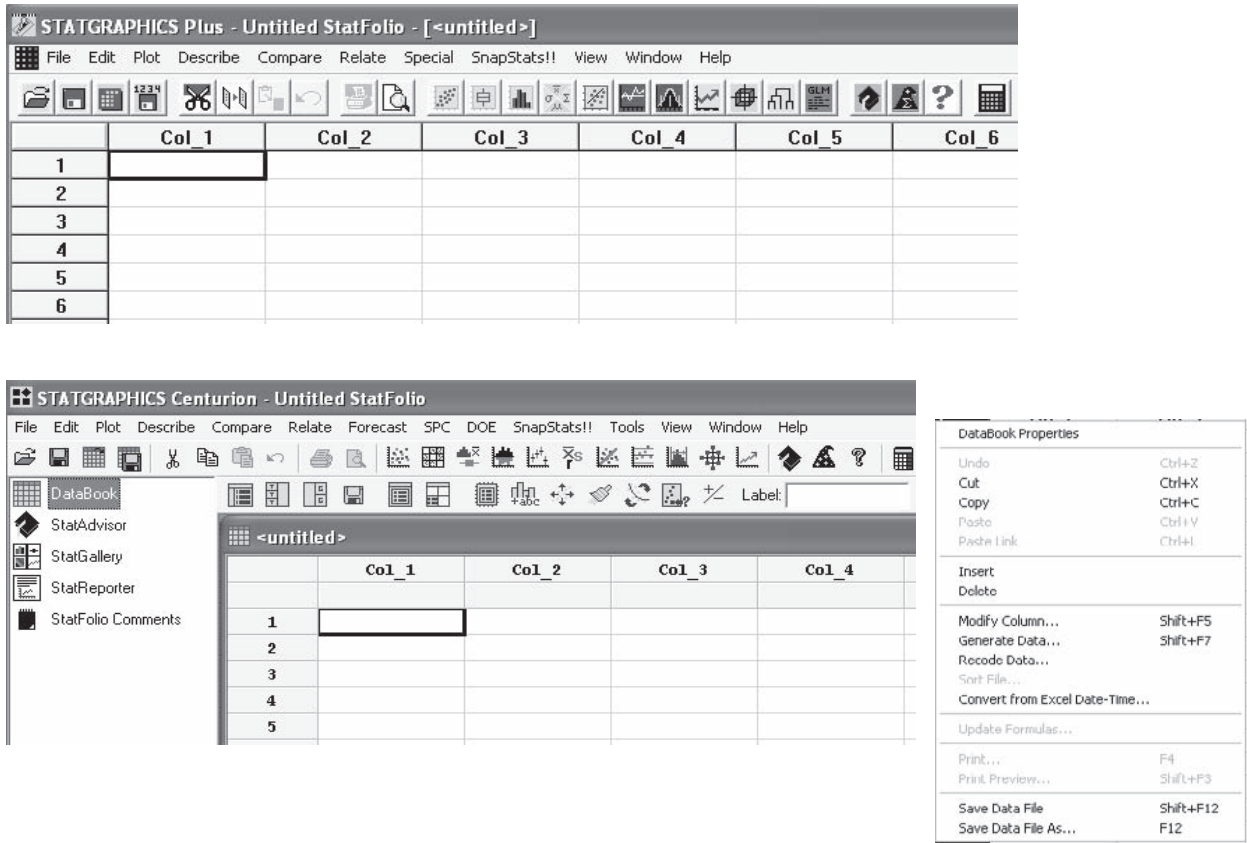 STATGRAPHICS Plus - Untitled StatFolio - [<untitled>]
File Edit Plot Describe Compare Relate Special SnapStats!! View Window Help
1234
GLM
?
Col_1 Col_2 Col_3 Col_4 Col_5 Col_6
1
2
3
4
5
6
STATGRAPHICS Centurion - Untitled StatFolio
File Edit Plot Describe Compare Relate Forecast SPC DOE SnapStats!! Tools View Window Help
?
DataBook
StatAdvisor
StatGallery
StatReporter
StatFolio Comments
+abc
Label:
<untitled>
Col_1 Col_2 Col_3 Col_4
1
2
3
4
5
DataBook Properties
Undo Ctrl+Z
Cut Ctrl+X
Copy Ctrl+C
Paste Ctrl+V
Paste Link Ctrl+L
Insert
Delete
Modify Column... Shift+F5
Generate Data... Shift+F7
Recode Data...
Sort File...
Convert from Excel Date-Time...
Update Formulas...
Print... F4
Print Preview... Shift+F3
Save Data File Shift+F12
Save Data File As... F12